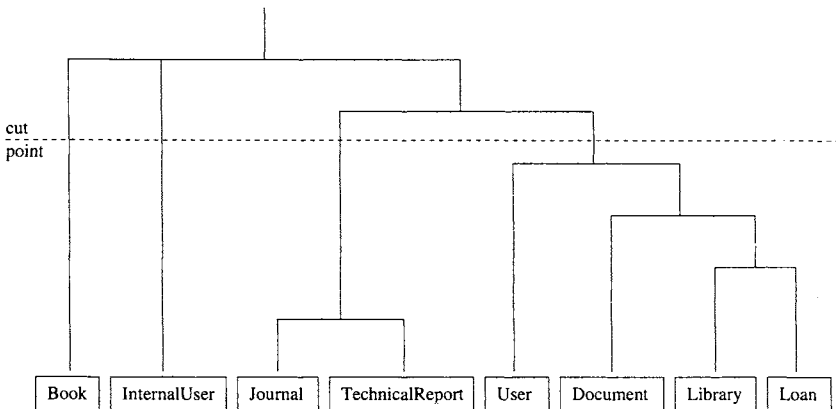 cut
point
Book InternalUser Journal TechnicalReport User Document Library Loan